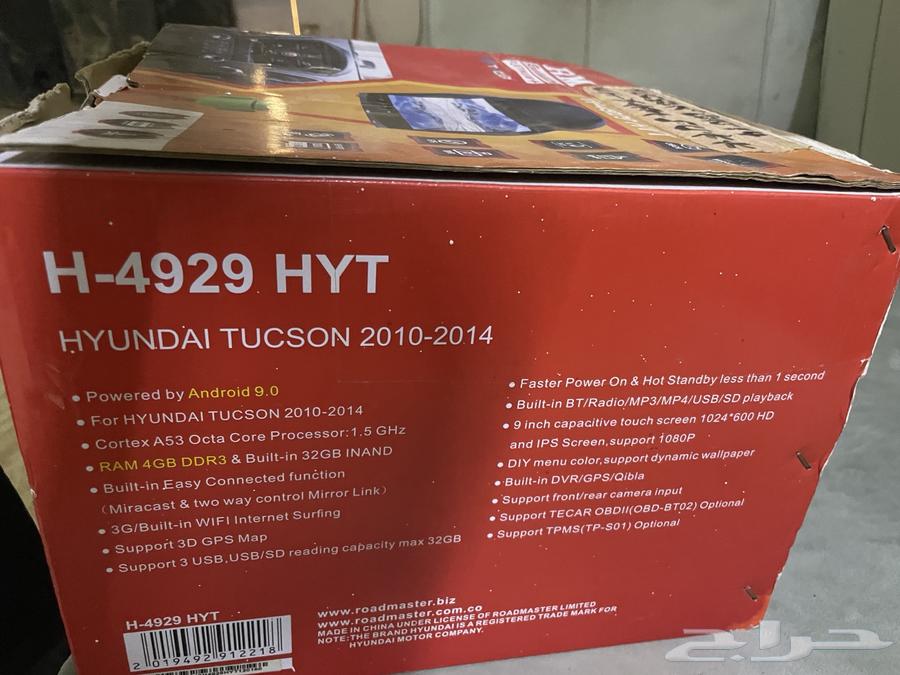 H-4929 HYT
HYUNDAI TUCSON 2010-2014
• Powered by Android 9.0
• For HYUNDAI TUCSON 2010-2014
• Cortex A53 Octa Core Processor:1.5 GHz
• RAM 4GB DDR3 & Built-in 32GB INAND
• Built-in Easy Connected function
(Miracast & two way control Mirror Link)
• 3G/Built-in WIFI Internet Surfing
• Support 3D GPS Map
• Support 3 USB,USB/SD reading capacity max 32GB
• Faster Power On & Hot Standby less than 1 second
• Built-in BT/Radio/MP3/MP4/USB/SD playback
• 9 inch capacitive touch screen 1024*600 HD
and IPS Screen,support 1080P
• DIY menu color,support dynamic wallpaper
• Built-in DVR/GPS/Qibla
• Support front/rear camera input
• Support TECAR OBDII(OBD-BT02) Optional
• Support TPMS(TP-S01) Optional
H-4929 HYT
2 019492 912218
www.roadmaster.biz
www.roadmaster.com.co
MADE IN CHINA UNDER LICENSE OF ROADMASTER LIMITED
NOTE:THE BRAND HYUNDAI IS A REGISTERED TRADE MARK FOR
HYUNDAI MOTOR COMPANY.
حراج